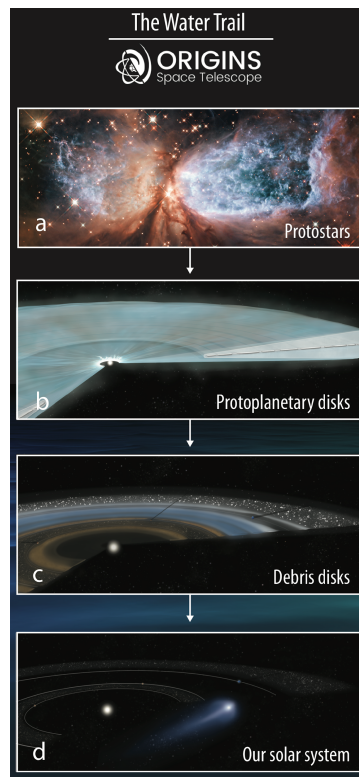 The Water Trail
ORIGINS
Space Telescope
a
Protostars
b
Protoplanetary disks
c
Debris disks
d
Our solar system